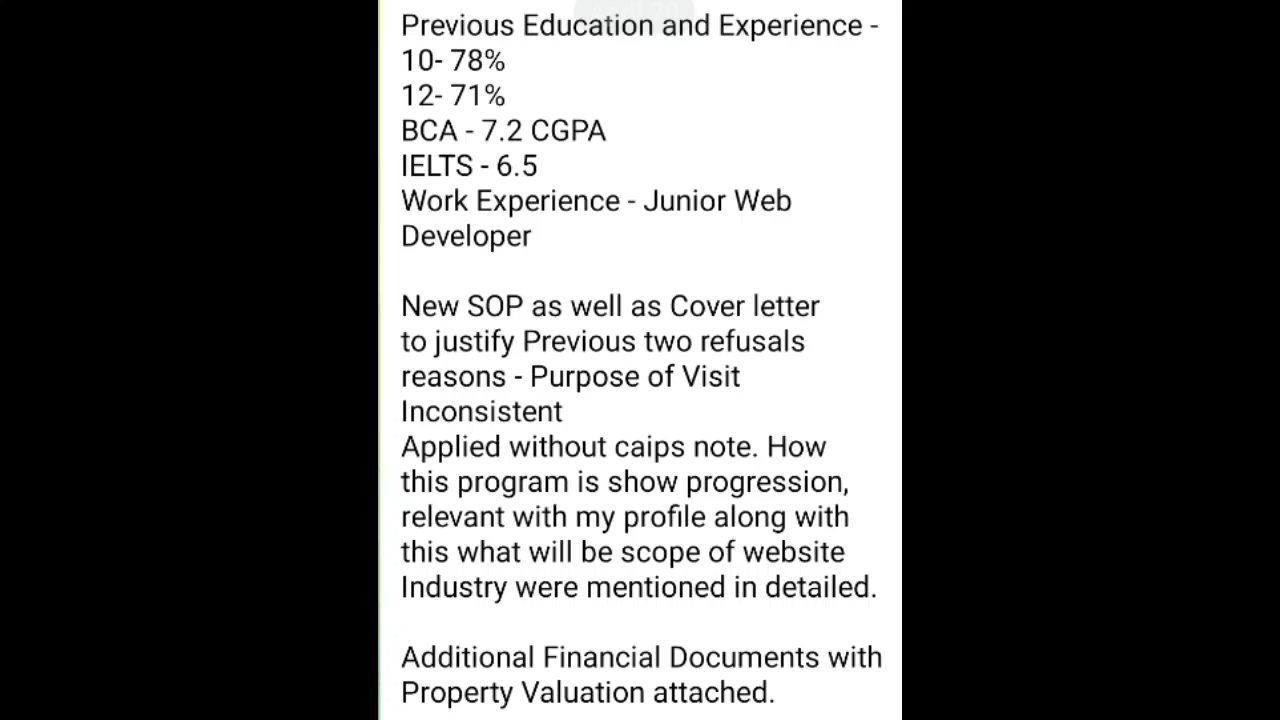 Previous Education and Experience -
10- 78%
12- 71%
BCA - 7.2 CGPA
IELTS - 6.5
Work Experience - Junior Web
Developer
New SOP as well as Cover letter
to justify Previous two refusals
reasons - Purpose of Visit
Inconsistent
Applied without caips note. How
this program is show progression,
relevant with my profile along with
this what will be scope of website
Industry were mentioned in detailed.
Additional Financial Documents with
Property Valuation attached.